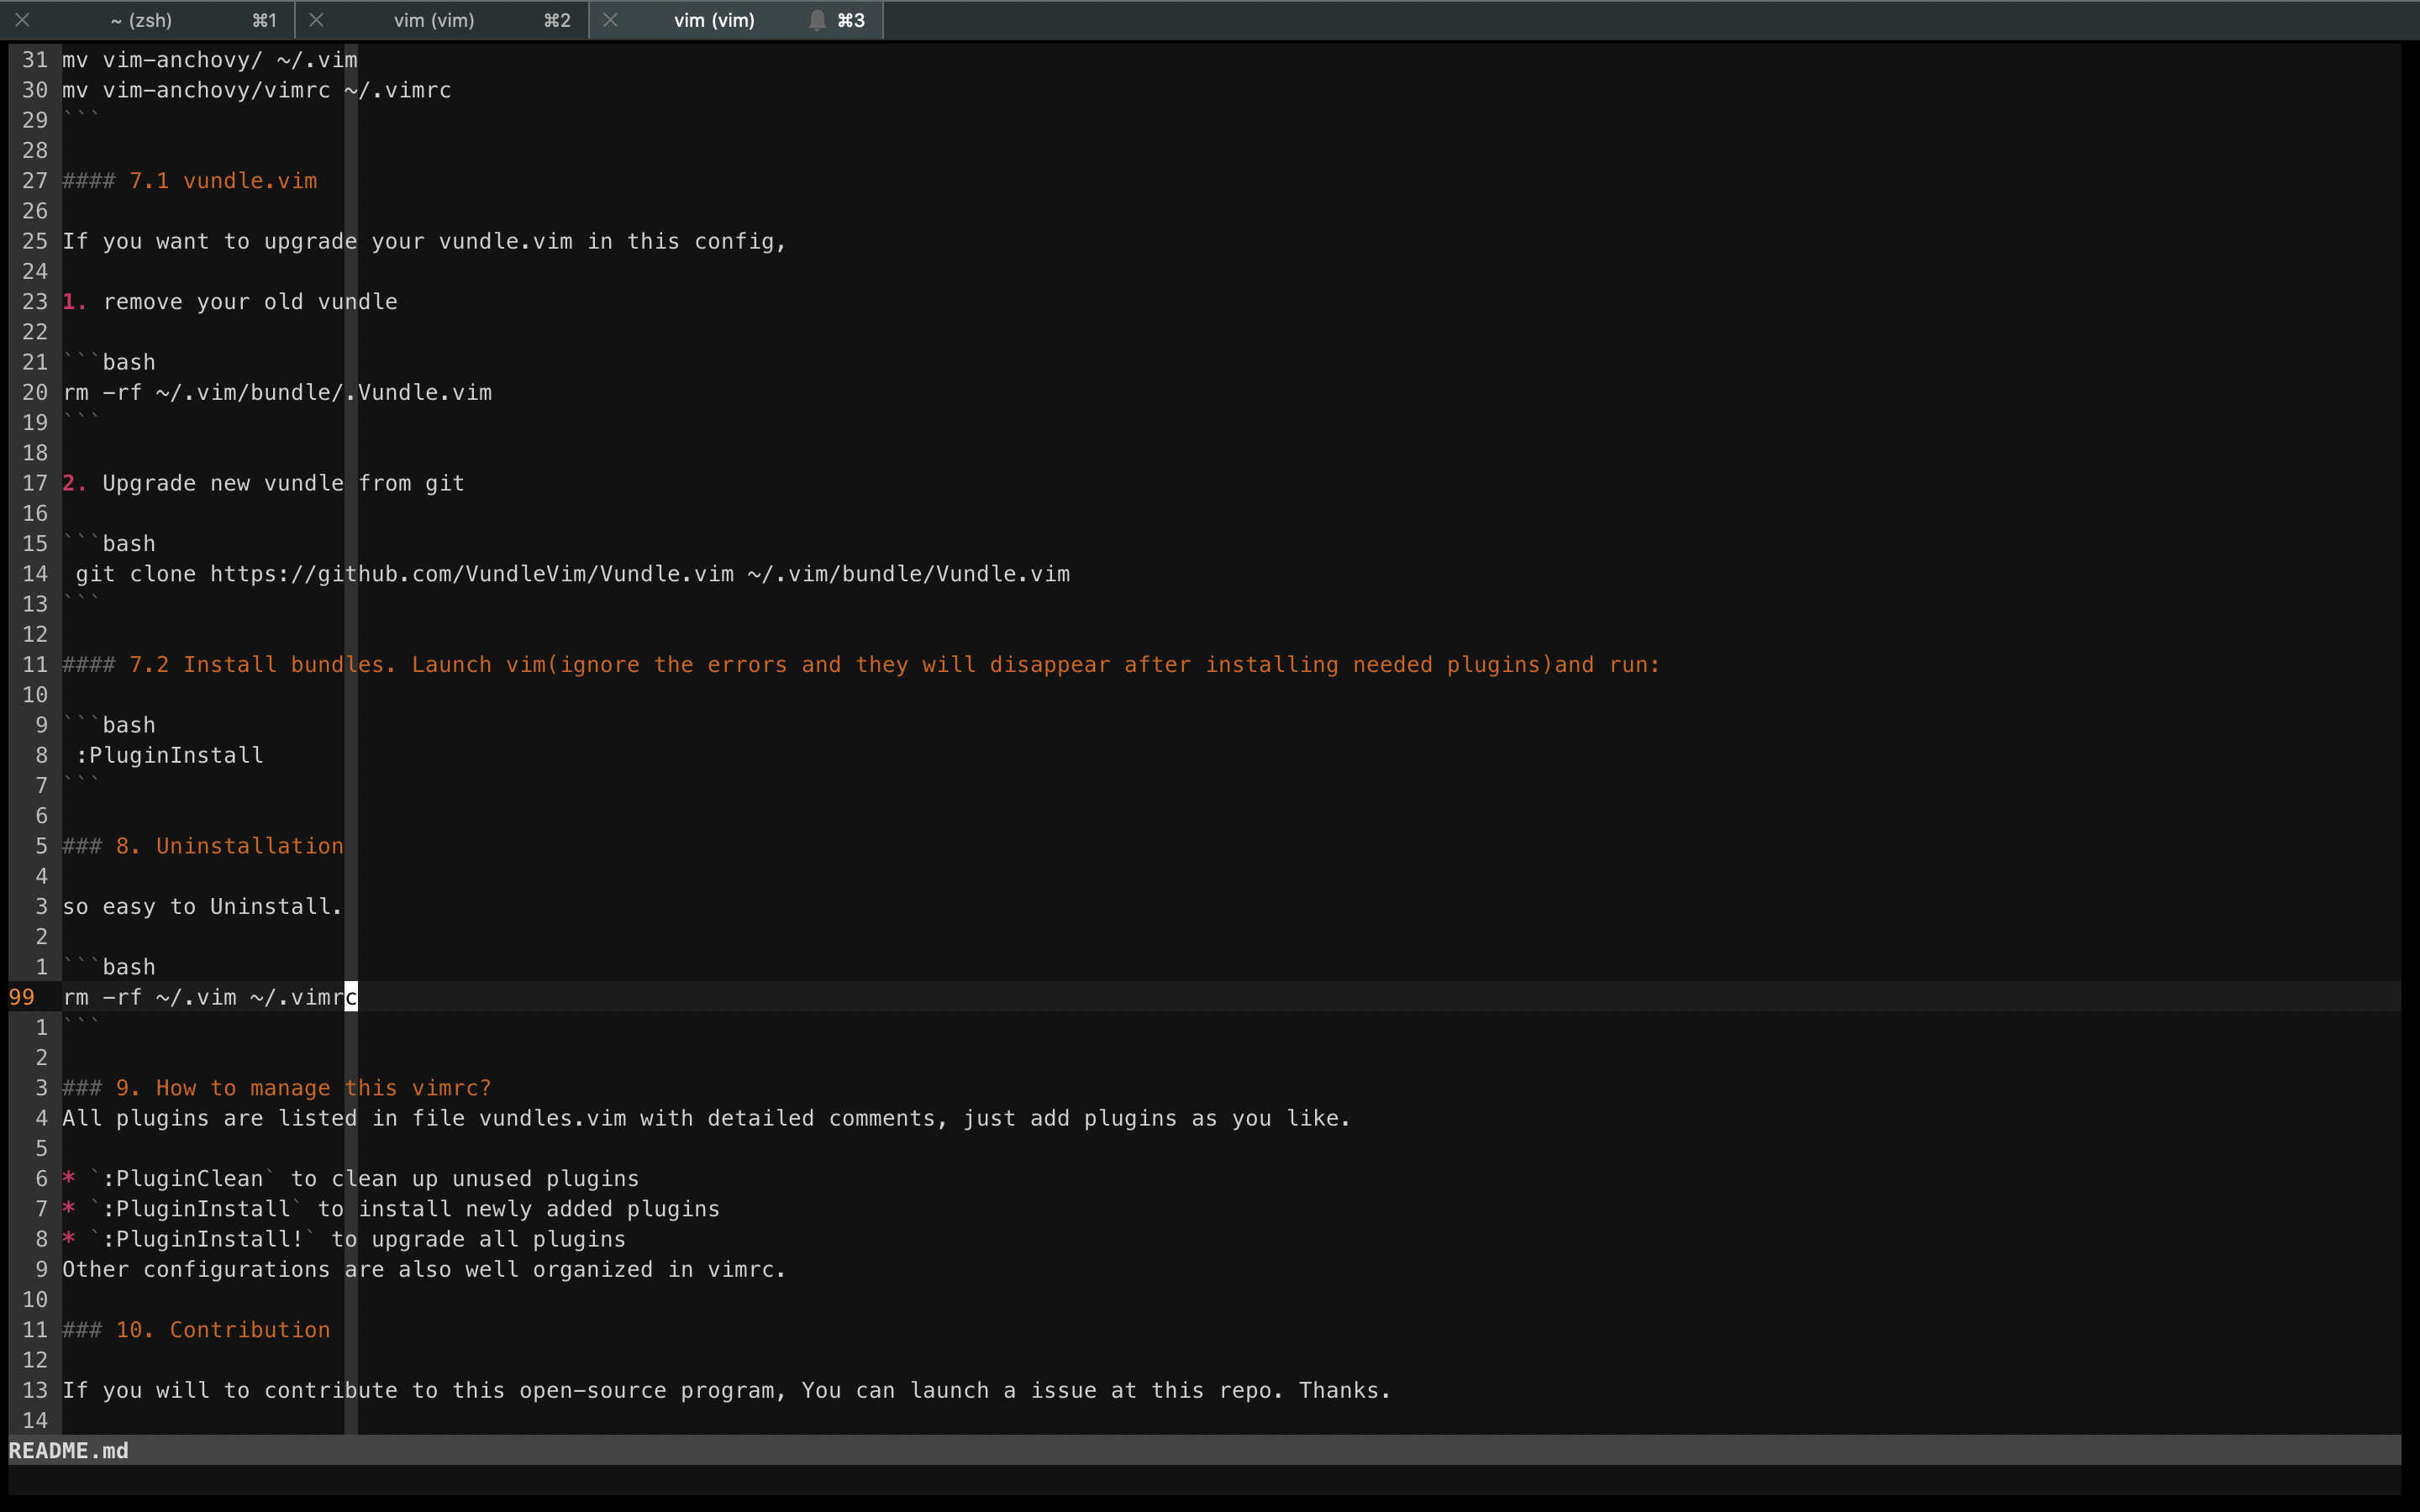 ~ (zsh) ⌘1 vim (vim) ⌘2 vim (vim) ⌘3
31 mv vim-anchovy/ ~/.vim
30 mv vim-anchovy/vimrc ~/.vimrc
29 ```
28
27 #### 7.1 vundle.vim
26
25 If you want to upgrade your vundle.vim in this config,
24
23 1. remove your old vundle
22
21 ```bash
20 rm -rf ~/.vim/bundle/.Vundle.vim
19 ```
18
17 2. Upgrade new vundle from git
16
15 ```bash
14  git clone https://github.com/VundleVim/Vundle.vim ~/.vim/bundle/Vundle.vim
13 ```
12
11 #### 7.2 Install bundles. Launch vim(ignore the errors and they will disappear after installing needed plugins)and run:
10
9 ```bash
8  :PluginInstall
7 ```
6
5 ### 8. Uninstallation
4
3 so easy to Uninstall.
2
1 ```bash
99 rm -rf ~/.vim ~/.vimrc
1 ```
2
3 ### 9. How to manage this vimrc?
4 All plugins are listed in file vundles.vim with detailed comments, just add plugins as you like.
5
6 * `:PluginClean` to clean up unused plugins
7 * `:PluginInstall` to install newly added plugins
8 * `:PluginInstall!` to upgrade all plugins
9 Other configurations are also well organized in vimrc.
10
11 ### 10. Contribution
12
13 If you will to contribute to this open-source program, You can launch a issue at this repo. Thanks.
14
README.md